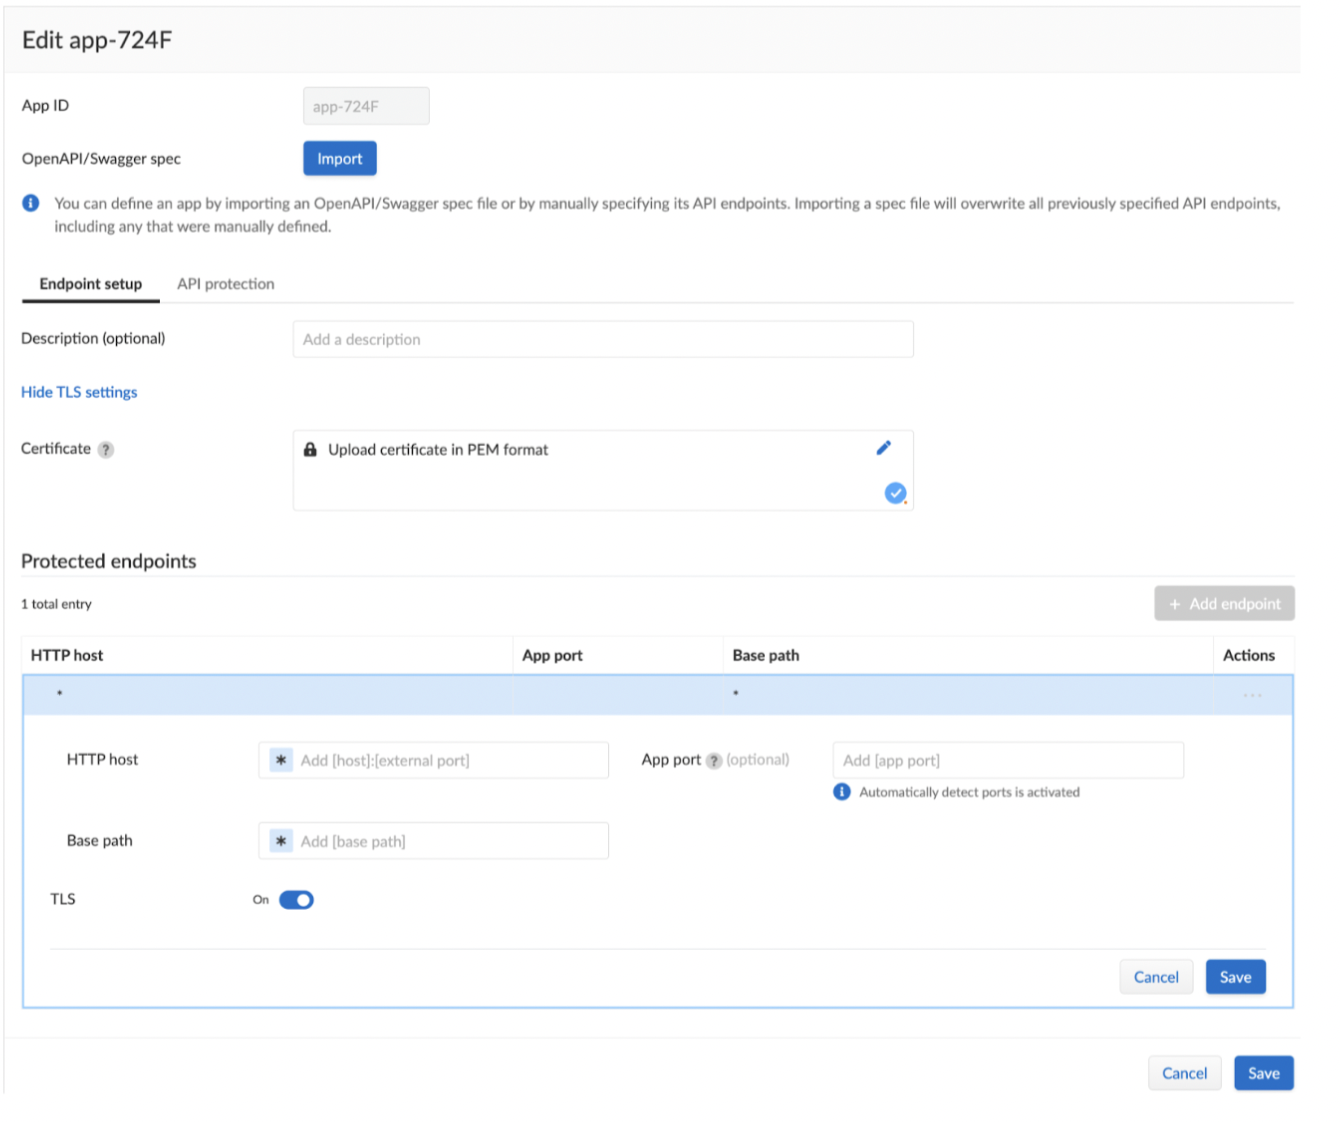 Edit app-724F
App ID
app-724F
OpenAPI/Swagger spec
Import
You can define an app by importing an OpenAPI/Swagger spec file or by manually specifying its API endpoints. Importing a spec file will overwrite all previously specified API endpoints,
including any that were manually defined.
Endpoint setup API protection
Description (optional)
Add a description
Hide TLS settings
Certificate ?
Upload certificate in PEM format
Protected endpoints
1 total entry
+ Add endpoint
HTTP host App port Base path Actions
* * ...
HTTP host * Add [host]:[external port] App port ? (optional) Add [app port]
Automatically detect ports is activated
Base path * Add [base path]
TLS On
Cancel Save
Cancel Save